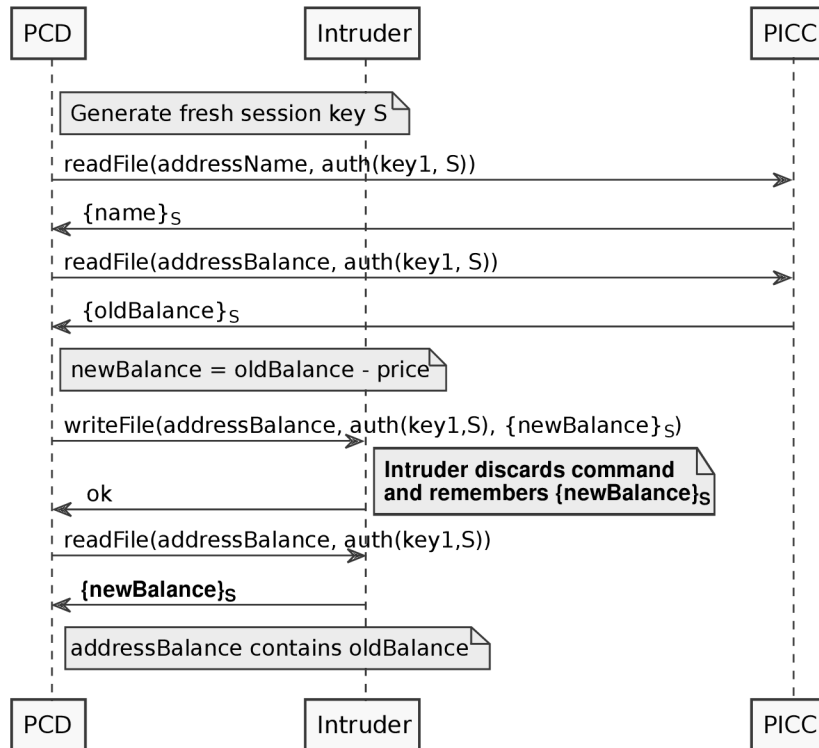 PCD Intruder PICC
Generate fresh session key S
readFile(addressName, auth(key1, S))
{name}S
readFile(addressBalance, auth(key1, S))
{oldBalance}S
newBalance = oldBalance - price
writeFile(addressBalance, auth(key1,S), {newBalance}S)
Intruder discards command
and remembers {newBalance}S
ok
readFile(addressBalance, auth(key1,S))
{newBalance}S
addressBalance contains oldBalance
PCD Intruder PICC